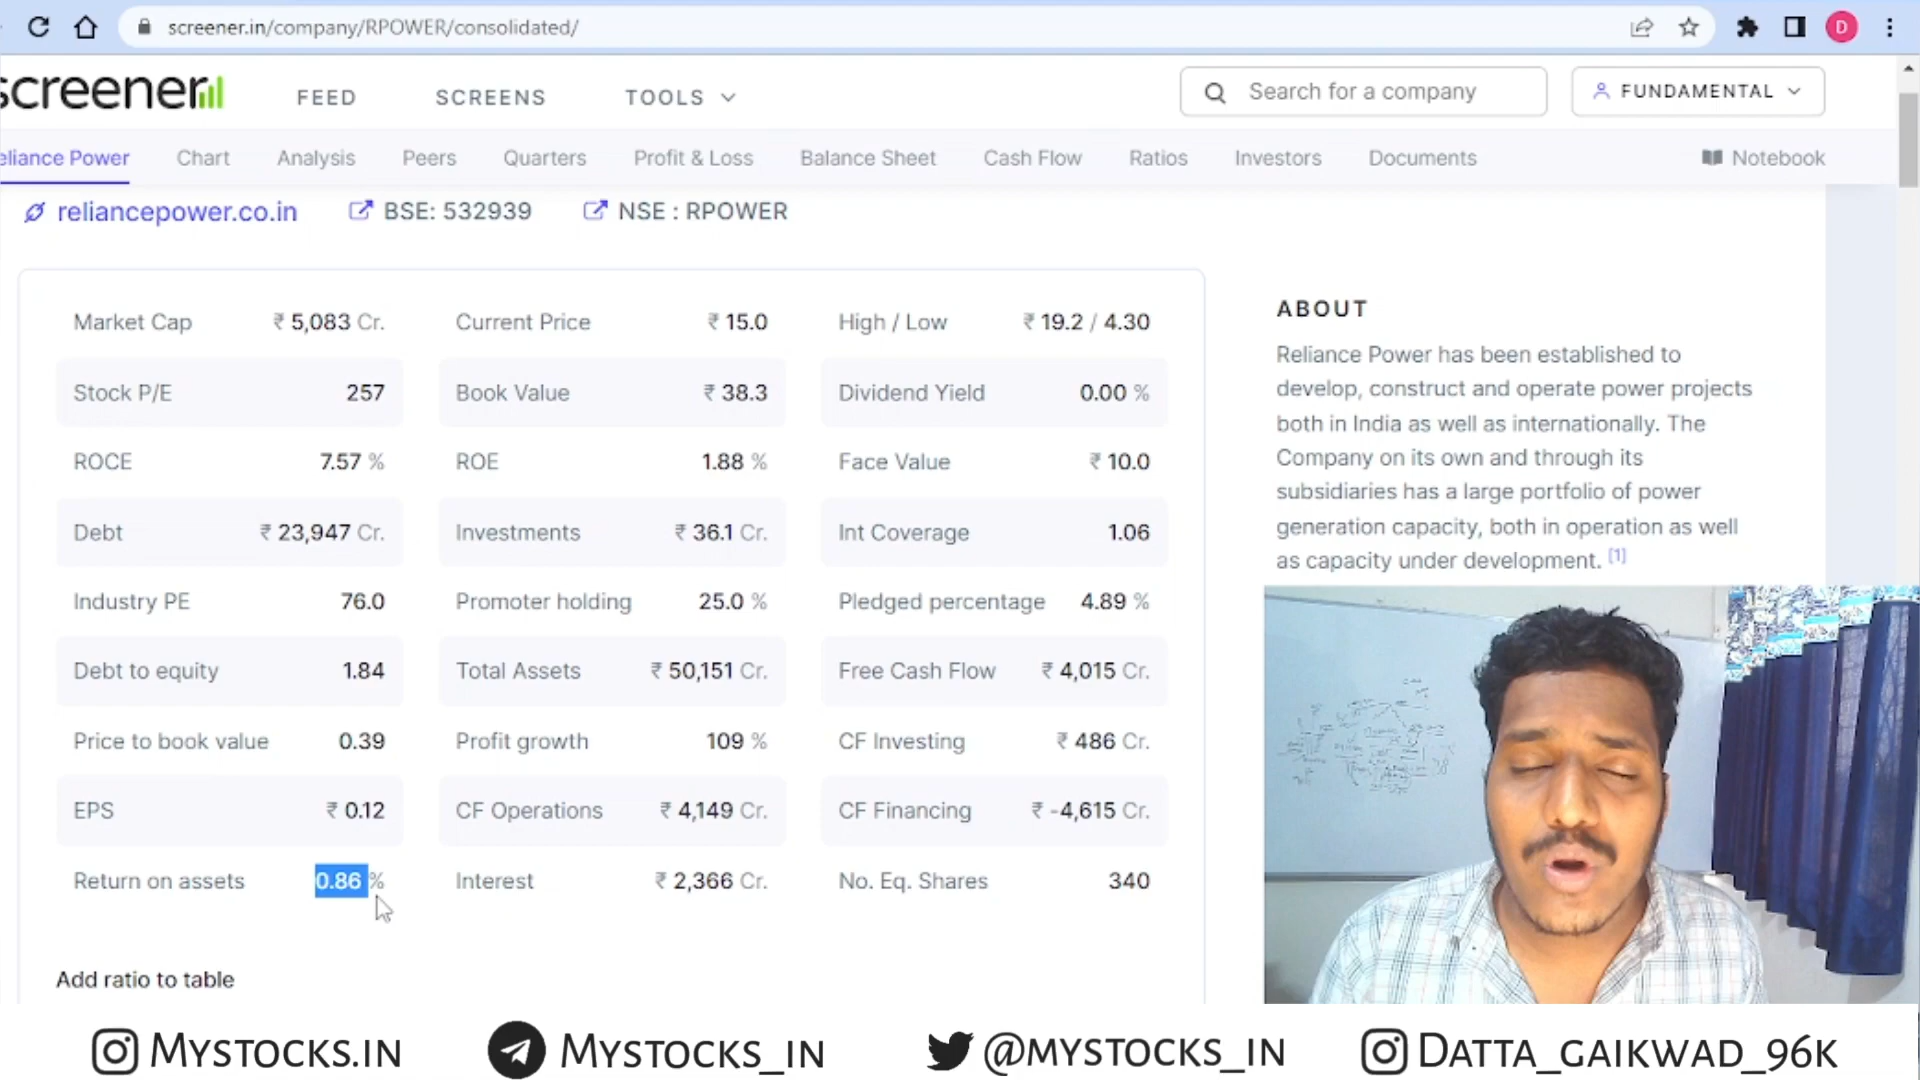 screener.in/company/RPOWER/consolidated/
D
screener
FEED
SCREENS
TOOLS
Search for a company
FUNDAMENTAL
eliance Power
Chart
Analysis
Peers
Quarters
Profit & Loss
Balance Sheet
Cash Flow
Ratios
Investors
Documents
Notebook
reliancepower.co.in
BSE: 532939
NSE : RPOWER
Market Cap ₹ 5,083 Cr.
Current Price ₹ 15.0
High / Low ₹ 19.2 / 4.30
Stock P/E 257
Book Value ₹ 38.3
Dividend Yield 0.00 %
ROCE 7.57 %
ROE 1.88 %
Face Value ₹ 10.0
Debt ₹ 23,947 Cr.
Investments ₹ 36.1 Cr.
Int Coverage 1.06
Industry PE 76.0
Promoter holding 25.0 %
Pledged percentage 4.89 %
Debt to equity 1.84
Total Assets ₹ 50,151 Cr.
Free Cash Flow ₹ 4,015 Cr.
Price to book value 0.39
Profit growth 109 %
CF Investing ₹ 486 Cr.
EPS ₹ 0.12
CF Operations ₹ 4,149 Cr.
CF Financing ₹ -4,615 Cr.
Return on assets 0.86 %
Interest ₹ 2,366 Cr.
No. Eq. Shares 340
Add ratio to table
ABOUT
Reliance Power has been established to
develop, construct and operate power projects
both in India as well as internationally. The
Company on its own and through its
subsidiaries has a large portfolio of power
generation capacity, both in operation as well
as capacity under development. [1]
Mystocks.in
Mystocks_in
@mystocks_in
Datta_gaikwad_96k